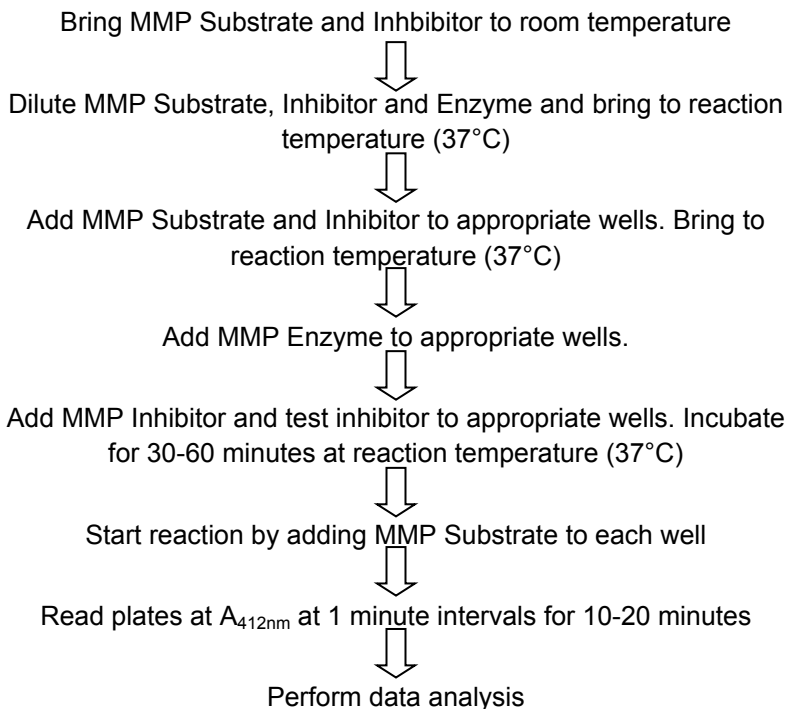 Bring MMP Substrate and Inhbibitor to room temperature
Dilute MMP Substrate, Inhibitor and Enzyme and bring to reaction
temperature (37°C)
Add MMP Substrate and Inhibitor to appropriate wells. Bring to
reaction temperature (37°C)
Add MMP Enzyme to appropriate wells.
Add MMP Inhibitor and test inhibitor to appropriate wells. Incubate
for 30-60 minutes at reaction temperature (37°C)
Start reaction by adding MMP Substrate to each well
Read plates at A412nm at 1 minute intervals for 10-20 minutes
Perform data analysis